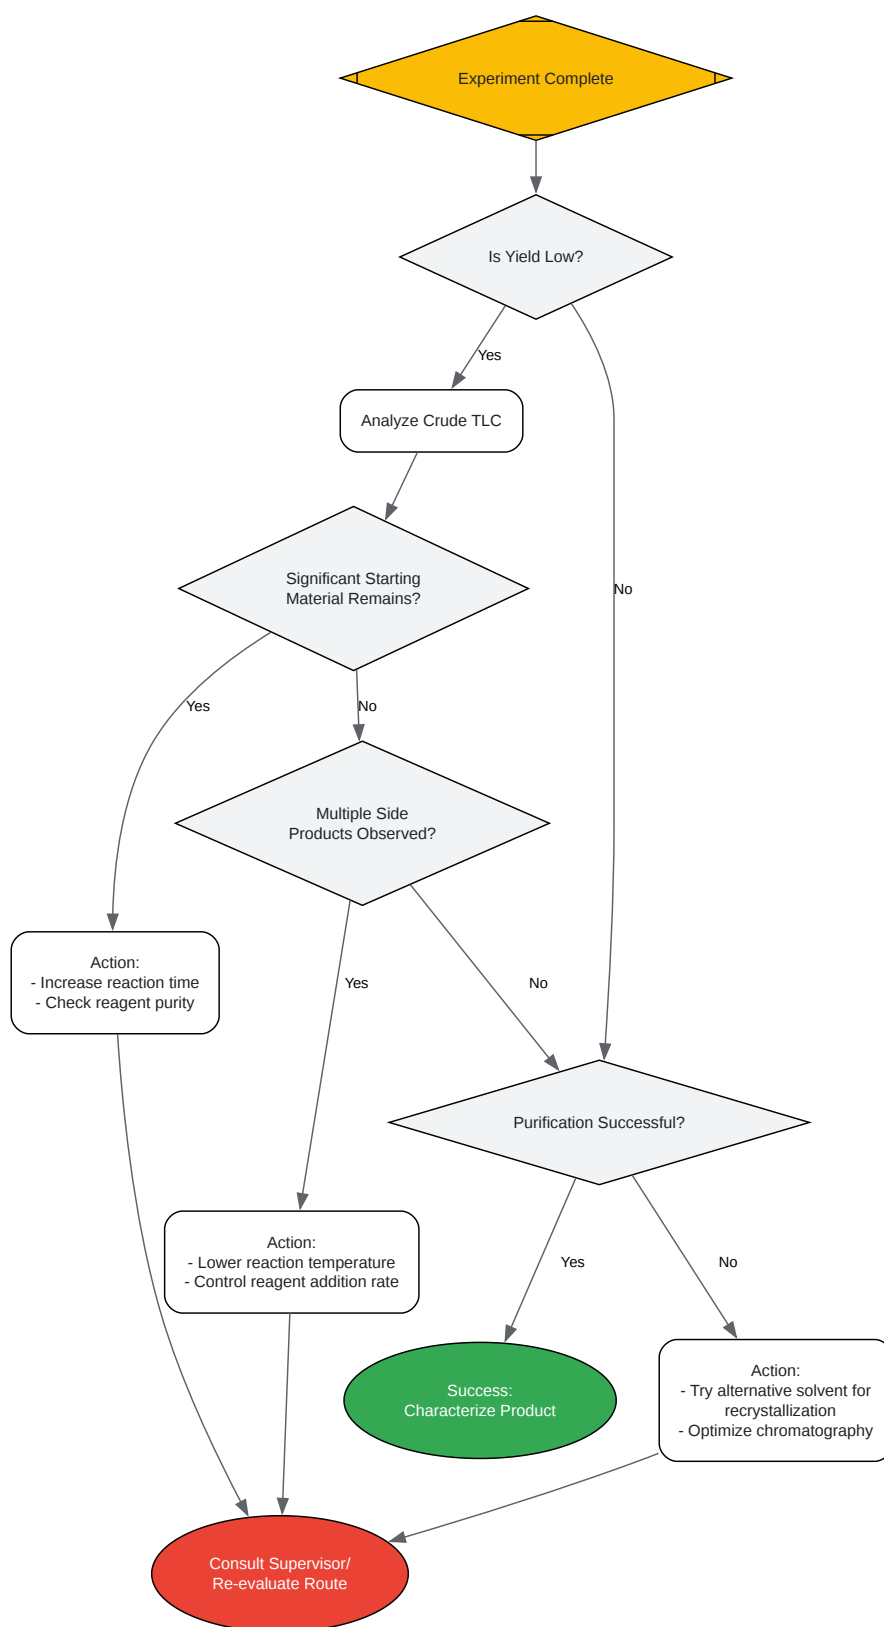 Experiment Complete
Is Yield Low?
Yes
Analyze Crude TLC
Significant Starting
Material Remains?
No
Yes
No
Multiple Side
Products Observed?
Action:
- Increase reaction time
- Check reagent purity
Yes
No
Purification Successful?
Action:
- Lower reaction temperature
- Control reagent addition rate
Yes
No
Success:
Characterize Product
Action:
- Try alternative solvent for
recrystallization
- Optimize chromatography
Consult Supervisor/
Re-evaluate Route